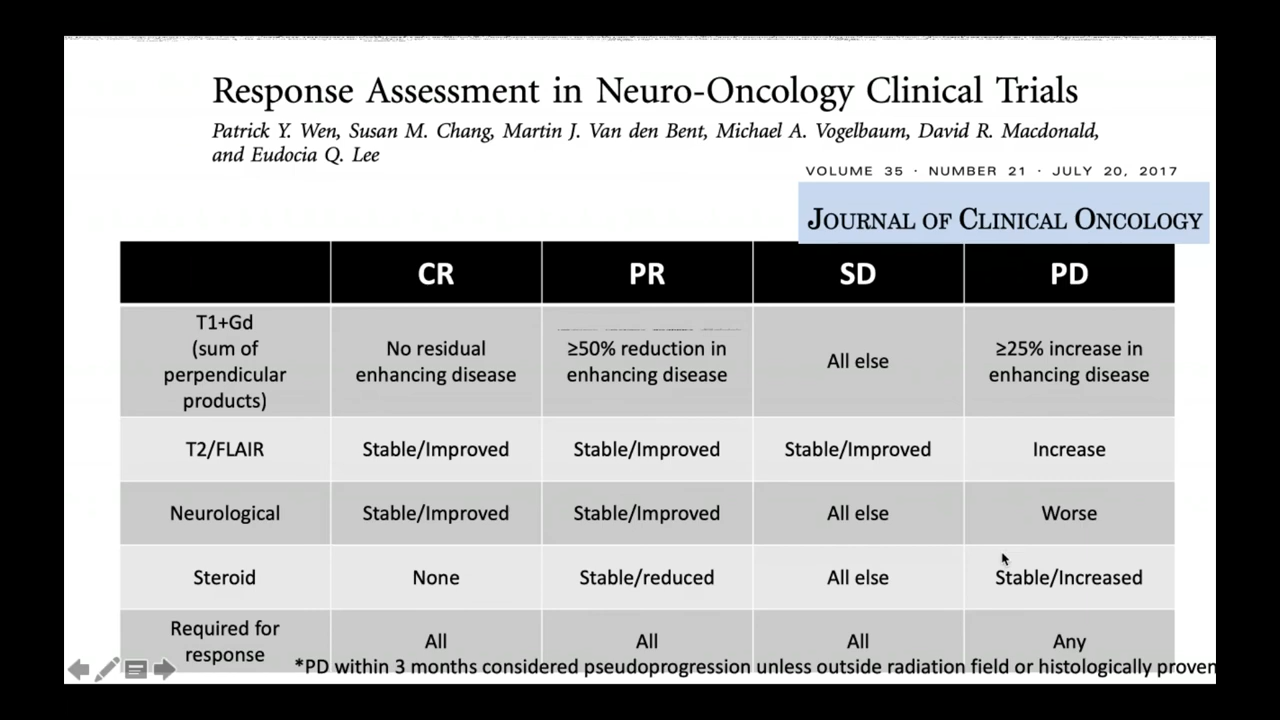 Response Assessment in Neuro-Oncology Clinical Trials
Patrick Y. Wen, Susan M. Chang, Martin J. Van den Bent, Michael A. Vogelbaum, David R. Macdonald,
and Eudocia Q. Lee
VOLUME 35 · NUMBER 21 · JULY 20, 2017
JOURNAL OF CLINICAL ONCOLOGY
CR PR SD PD
T1+Gd
(sum of
perpendicular
products)
No residual
enhancing disease
≥50% reduction in
enhancing disease
All else
≥25% increase in
enhancing disease
T2/FLAIR Stable/Improved Stable/Improved Stable/Improved Increase
Neurological Stable/Improved Stable/Improved All else Worse
Steroid None Stable/reduced All else Stable/Increased
Required for
response
All All All Any
*PD within 3 months considered pseudoprogression unless outside radiation field or histologically proven